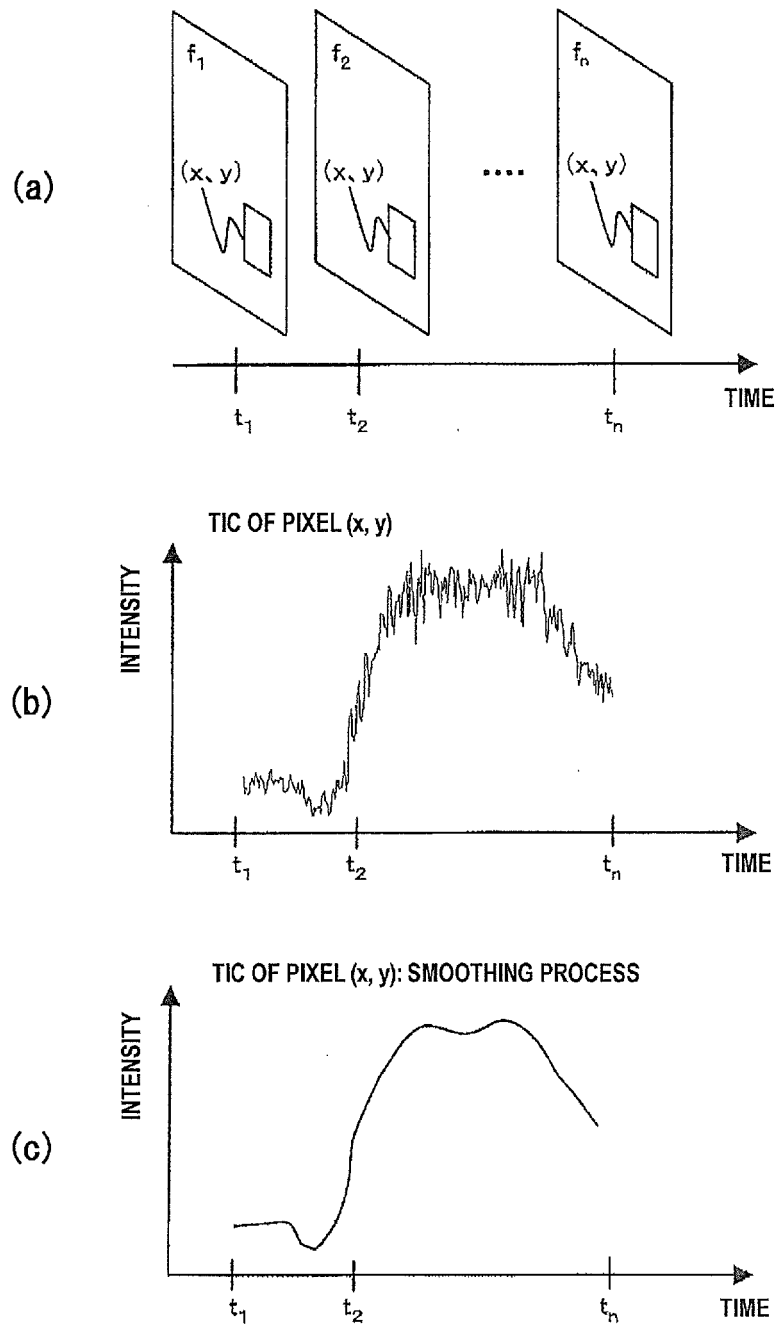 (a)
f₁ f₂ fₙ
(x、y) (x、y) .... (x、y)
t₁ t₂ tₙ TIME
(b)
TIC OF PIXEL (x, y)
INTENSITY
t₁ t₂ tₙ TIME
(c)
TIC OF PIXEL (x, y): SMOOTHING PROCESS
INTENSITY
t₁ t₂ tₙ TIME